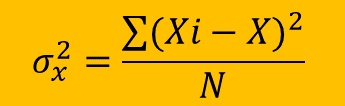 σ²ₓ = ∑(Xi − X)² / N